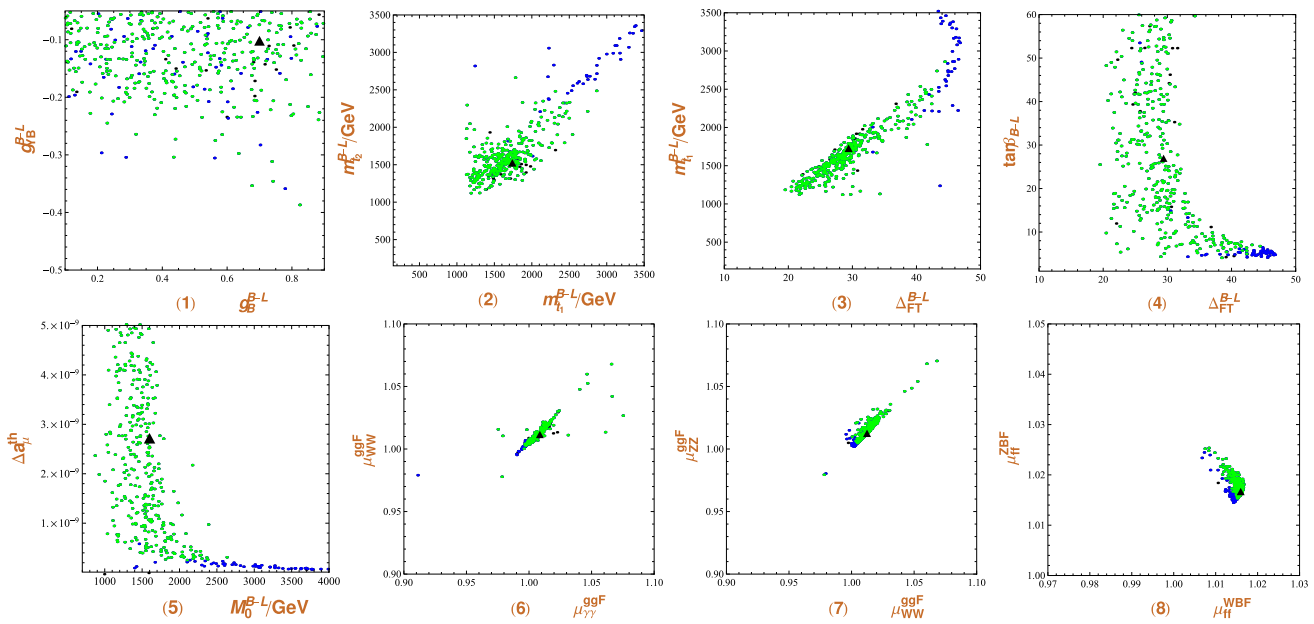 -0.1
-0.2
-0.3
-0.4
-0.5
0.2 0.4 0.6 0.8
g_{YB}^{B-L}
(1) g_B^{B-L}
3500
3000
2500
2000
1500
1000
500
500 1000 1500 2000 2500 3000 3500
m_{t_2}^{B-L}/GeV
(2) m_{t_1}^{B-L}/GeV
3500
3000
2500
2000
1500
1000
500
10 20 30 40 50
m_{t_1}^{B-L}/GeV
(3) Δ_{FT}^{B-L}
60
50
40
30
20
10
10 20 30 40 50
tanβ_{B-L}
(4) Δ_{FT}^{B-L}
5.×10^{-9}
4.×10^{-9}
3.×10^{-9}
2.×10^{-9}
1.×10^{-9}
1000 1500 2000 2500 3000 3500 4000
Δa_μ^{th}
(5) M_0^{B-L}/GeV
1.10
1.05
1.00
0.95
0.90
0.90 0.95 1.00 1.05 1.10
μ_{WW}^{ggF}
(6) μ_{γγ}^{ggF}
1.10
1.05
1.00
0.95
0.90
0.90 0.95 1.00 1.05 1.10
μ_{ZZ}^{ggF}
(7) μ_{WW}^{ggF}
1.05
1.04
1.03
1.02
1.01
1.00
0.97 0.98 0.99 1.00 1.01 1.02 1.03
μ_{ff}^{ZBF}
(8) μ_{ff}^{WBF}